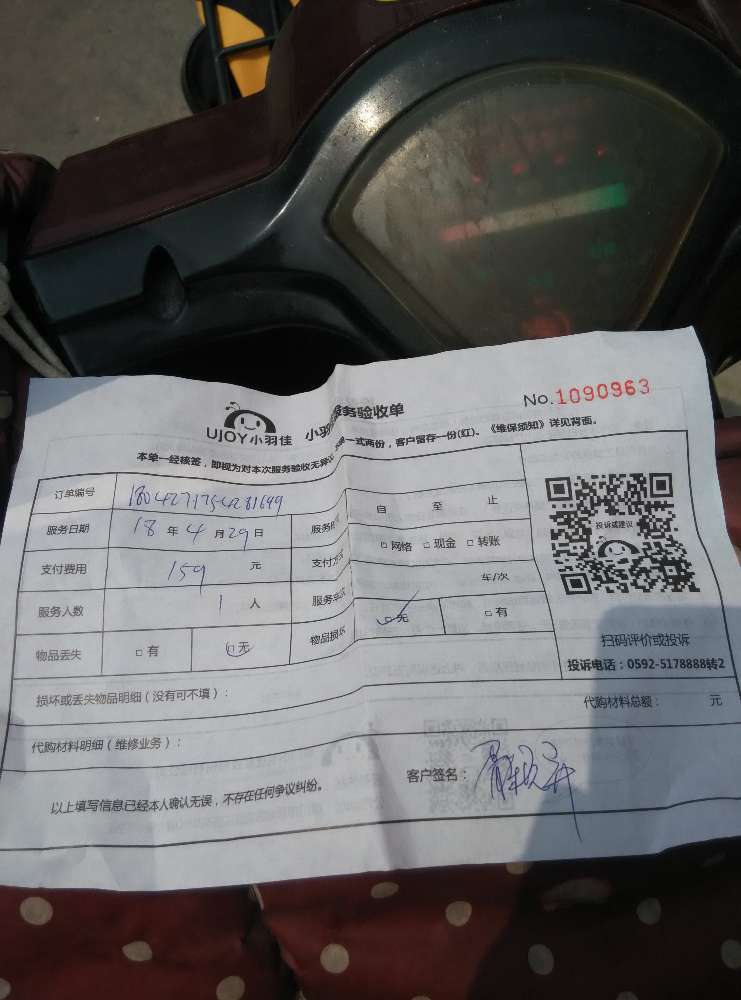 No.1090963
UJOY小羽佳 小羽 服务验收单
本单一经核签，即视为对本次服务验收无异议 一式两份，客户留存一份(红)。《维保须知》详见背面。
订单编号
服务日期 18 年 4 月 29 日 服务时 自 至 止
支付费用 159 元 支付方 □网络 □现金 □转账
服务人数 1 人 服务 车/次
物品丢失 □有 □无 物品损坏 □无 □有
投诉或建议
扫码评价或投诉
投诉电话：0592-5178888转2
损坏或丢失物品明细（没有可不填）：
代购材料总额： 元
代购材料明细（维修业务）：
客户签名：
以上填写信息已经本人确认无误，不存在任何争议纠纷。